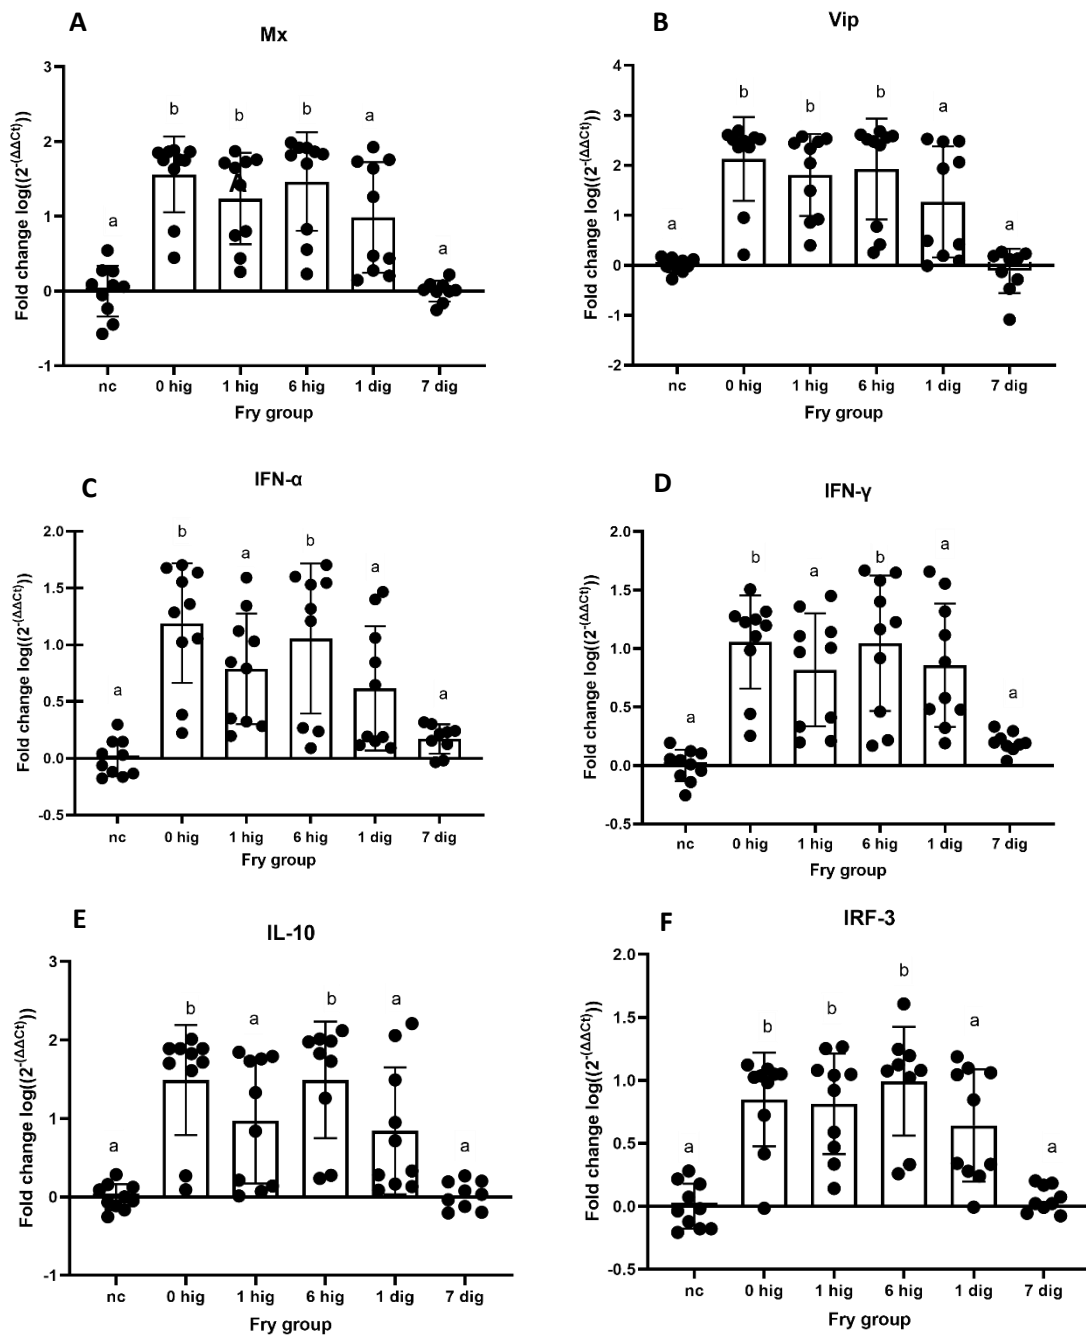 A
Mx
Fold change log((2-(ΔΔCt)))
3
2
1
0
-1
a
b
b
b
a
a
nc
0 hig
1 hig
6 hig
1 dig
7 dig
Fry group
B
Vip
Fold change log((2-(ΔΔCt)))
4
3
2
1
0
-1
-2
a
b
b
b
a
a
nc
0 hig
1 hig
6 hig
1 dig
7 dig
Fry group
C
IFN-α
Fold change log((2-(ΔΔCt)))
2.0
1.5
1.0
0.5
0.0
-0.5
a
b
a
b
a
a
nc
0 hig
1 hig
6 hig
1 dig
7 dig
Fry group
D
IFN-γ
Fold change log((2-(ΔΔCt)))
2.0
1.5
1.0
0.5
0.0
-0.5
a
b
a
b
a
a
nc
0 hig
1 hig
6 hig
1 dig
7 dig
Fry group
E
IL-10
Fold change log((2-(ΔΔCt)))
3
2
1
0
-1
a
b
a
b
a
a
nc
0 hig
1 hig
6 hig
1 dig
7 dig
Fry group
F
IRF-3
Fold change log((2-(ΔΔCt)))
2.0
1.5
1.0
0.5
0.0
-0.5
a
b
b
b
a
a
nc
0 hig
1 hig
6 hig
1 dig
7 dig
Fry group